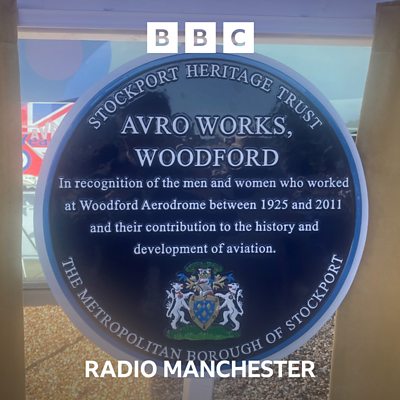 BBC
STOCKPORT HERITAGE TRUST
AVRO WORKS,
WOODFORD
In recognition of the men and women who worked
at Woodford Aerodrome between 1925 and 2011
and their contribution to the history and
development of aviation.
THE METROPOLITAN BOROUGH OF STOCKPORT
RADIO MANCHESTER